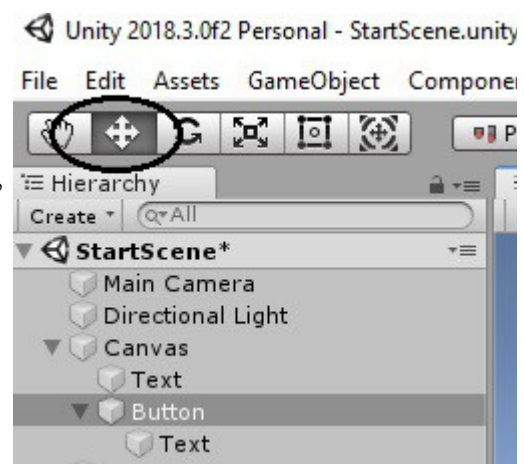 Unity 2018.3.0f2 Personal - StartScene.unity
File Edit Assets GameObject Compone
P
Hierarchy
Create All
StartScene*
Main Camera
Directional Light
Canvas
Text
Button
Text